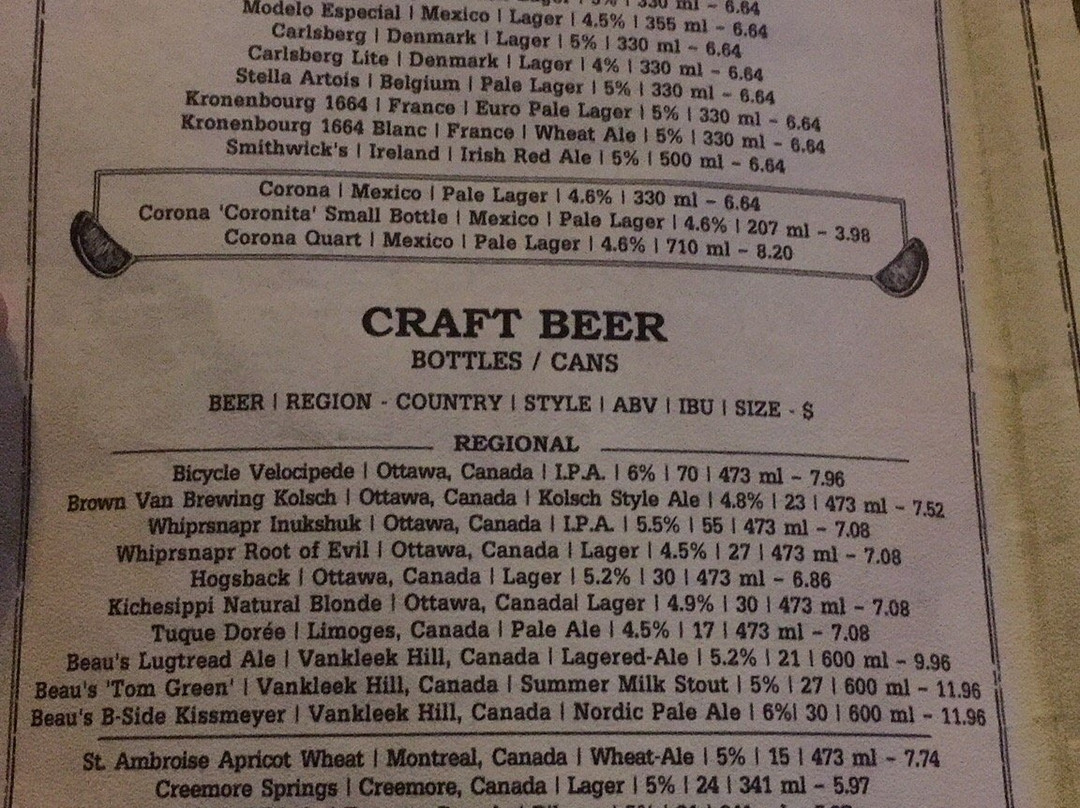 330 ml - 6.64
Modelo Especial | Mexico | Lager | 4.5% | 355 ml - 6.64
Carlsberg | Denmark | Lager | 5% | 330 ml - 6.64
Carlsberg Lite | Denmark | Lager | 4% | 330 ml - 6.64
Stella Artois | Belgium | Pale Lager | 5% | 330 ml - 6.64
Kronenbourg 1664 | France | Euro Pale Lager | 5% | 330 ml - 6.64
Kronenbourg 1664 Blanc | France | Wheat Ale | 5% | 330 ml - 6.64
Smithwick's | Ireland | Irish Red Ale | 5% | 500 ml - 6.64
Corona | Mexico | Pale Lager | 4.6% | 330 ml - 6.64
Corona 'Coronita' Small Bottle | Mexico | Pale Lager | 4.6% | 207 ml - 3.98
Corona Quart | Mexico | Pale Lager | 4.6% | 710 ml - 8.20
CRAFT BEER
BOTTLES / CANS
BEER | REGION - COUNTRY | STYLE | ABV | IBU | SIZE - $
REGIONAL
Bicycle Velocipede | Ottawa, Canada | I.P.A. | 6% | 70 | 473 ml - 7.96
Brown Van Brewing Kolsch | Ottawa, Canada | Kolsch Style Ale | 4.8% | 23 | 473 ml - 7.52
Whiprsnapr Inukshuk | Ottawa, Canada | I.P.A. | 5.5% | 55 | 473 ml - 7.08
Whiprsnapr Root of Evil | Ottawa, Canada | Lager | 4.5% | 27 | 473 ml - 7.08
Hogsback | Ottawa, Canada | Lager | 5.2% | 30 | 473 ml - 6.86
Kichesippi Natural Blonde | Ottawa, Canada| Lager | 4.9% | 30 | 473 ml - 7.08
Tuque Dorée | Limoges, Canada | Pale Ale | 4.5% | 17 | 473 ml - 7.08
Beau's Lugtread Ale | Vankleek Hill, Canada | Lagered-Ale | 5.2% | 21 | 600 ml - 9.96
Beau's 'Tom Green' | Vankleek Hill, Canada | Summer Milk Stout | 5% | 27 | 600 ml - 11.96
Beau's B-Side Kissmeyer | Vankleek Hill, Canada | Nordic Pale Ale | 6%| 30 | 600 ml - 11.96
St. Ambroise Apricot Wheat | Montreal, Canada | Wheat-Ale | 5% | 15 | 473 ml - 7.74
Creemore Springs | Creemore, Canada | Lager | 5% | 24 | 341 ml - 5.97